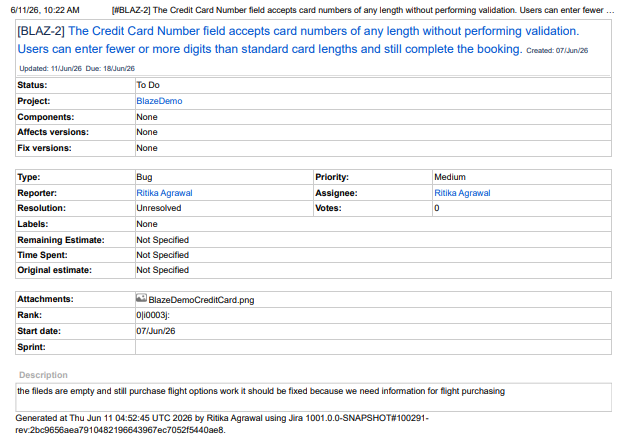 6/11/26, 10:22 AM [#BLAZ-2] The Credit Card Number field accepts card numbers of any length without performing validation. Users can enter fewer …
[BLAZ-2] The Credit Card Number field accepts card numbers of any length without performing validation.
Users can enter fewer or more digits than standard card lengths and still complete the booking. Created: 07/Jun/26
Updated: 11/Jun/26 Due: 18/Jun/26
Status: To Do
Project: BlazeDemo
Components: None
Affects versions: None
Fix versions: None
Type: Bug Priority: Medium
Reporter: Ritika Agrawal Assignee: Ritika Agrawal
Resolution: Unresolved Votes: 0
Labels: None
Remaining Estimate: Not Specified
Time Spent: Not Specified
Original estimate: Not Specified
Attachments: BlazeDemoCreditCard.png
Rank: 0|i0003j:
Start date: 07/Jun/26
Sprint:
Description
the fileds are empty and still purchase flight options work it should be fixed because we need information for flight purchasing
Generated at Thu Jun 11 04:52:45 UTC 2026 by Ritika Agrawal using Jira 1001.0.0-SNAPSHOT#100291-
rev:2bc9656aea7910482196643967ec7052f5440ae8.